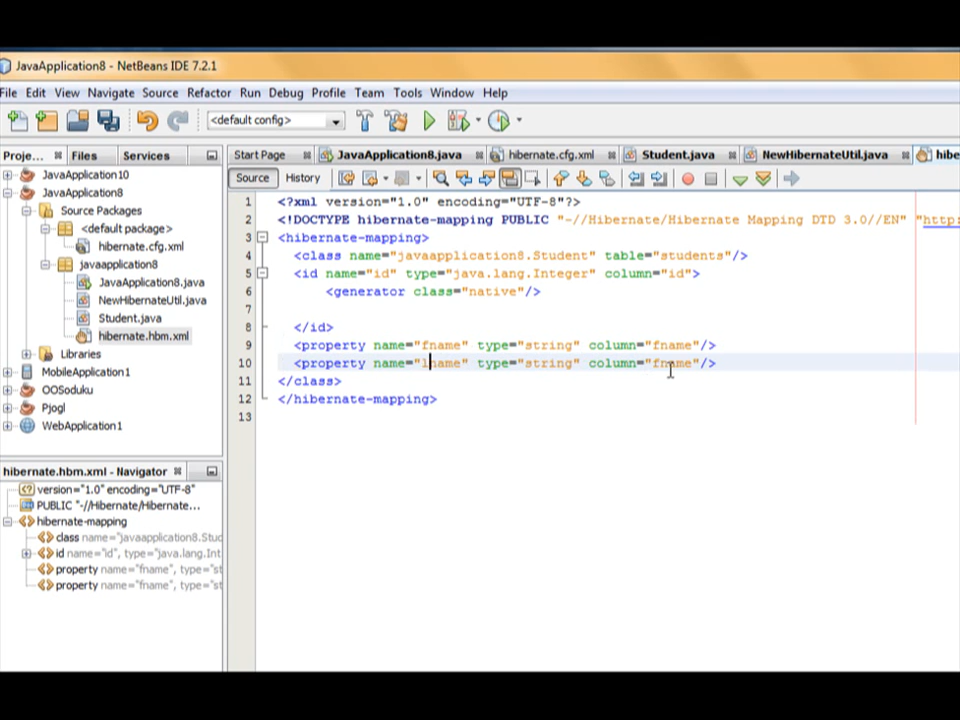 JavaApplication8 - NetBeans IDE 7.2.1
File Edit View Navigate Source Refactor Run Debug Profile Team Tools Window Help
<default config>
Proje... Files Services
Start Page JavaApplication8.java hibernate.cfg.xml Student.java NewHibernateUtil.java hibe
Source History
JavaApplication10
JavaApplication8
Source Packages
<default package>
hibernate.cfg.xml
javaapplication8
JavaApplication8.java
NewHibernateUtil.java
Student.java
hibernate.hbm.xml
Libraries
MobileApplication1
OOSoduku
Pjogl
WebApplication1
1 <?xml version="1.0" encoding="UTF-8"?>
2 <!DOCTYPE hibernate-mapping PUBLIC "-//Hibernate/Hibernate Mapping DTD 3.0//EN" "http:
3 <hibernate-mapping>
4 <class name="javaapplication8.Student" table="students"/>
5 <id name="id" type="java.lang.Integer" column="id">
6 <generator class="native"/>
7
8 </id>
9 <property name="fname" type="string" column="fname"/>
10 <property name="lname" type="string" column="fname"/>
11 </class>
12 </hibernate-mapping>
13
hibernate.hbm.xml - Navigator
version="1.0" encoding="UTF-8"
PUBLIC "-//Hibernate/Hibernate...
hibernate-mapping
class name="javaapplication8.Stud
id name="id", type="java.lang.Int
property name="fname", type="st
property name="fname", type="st